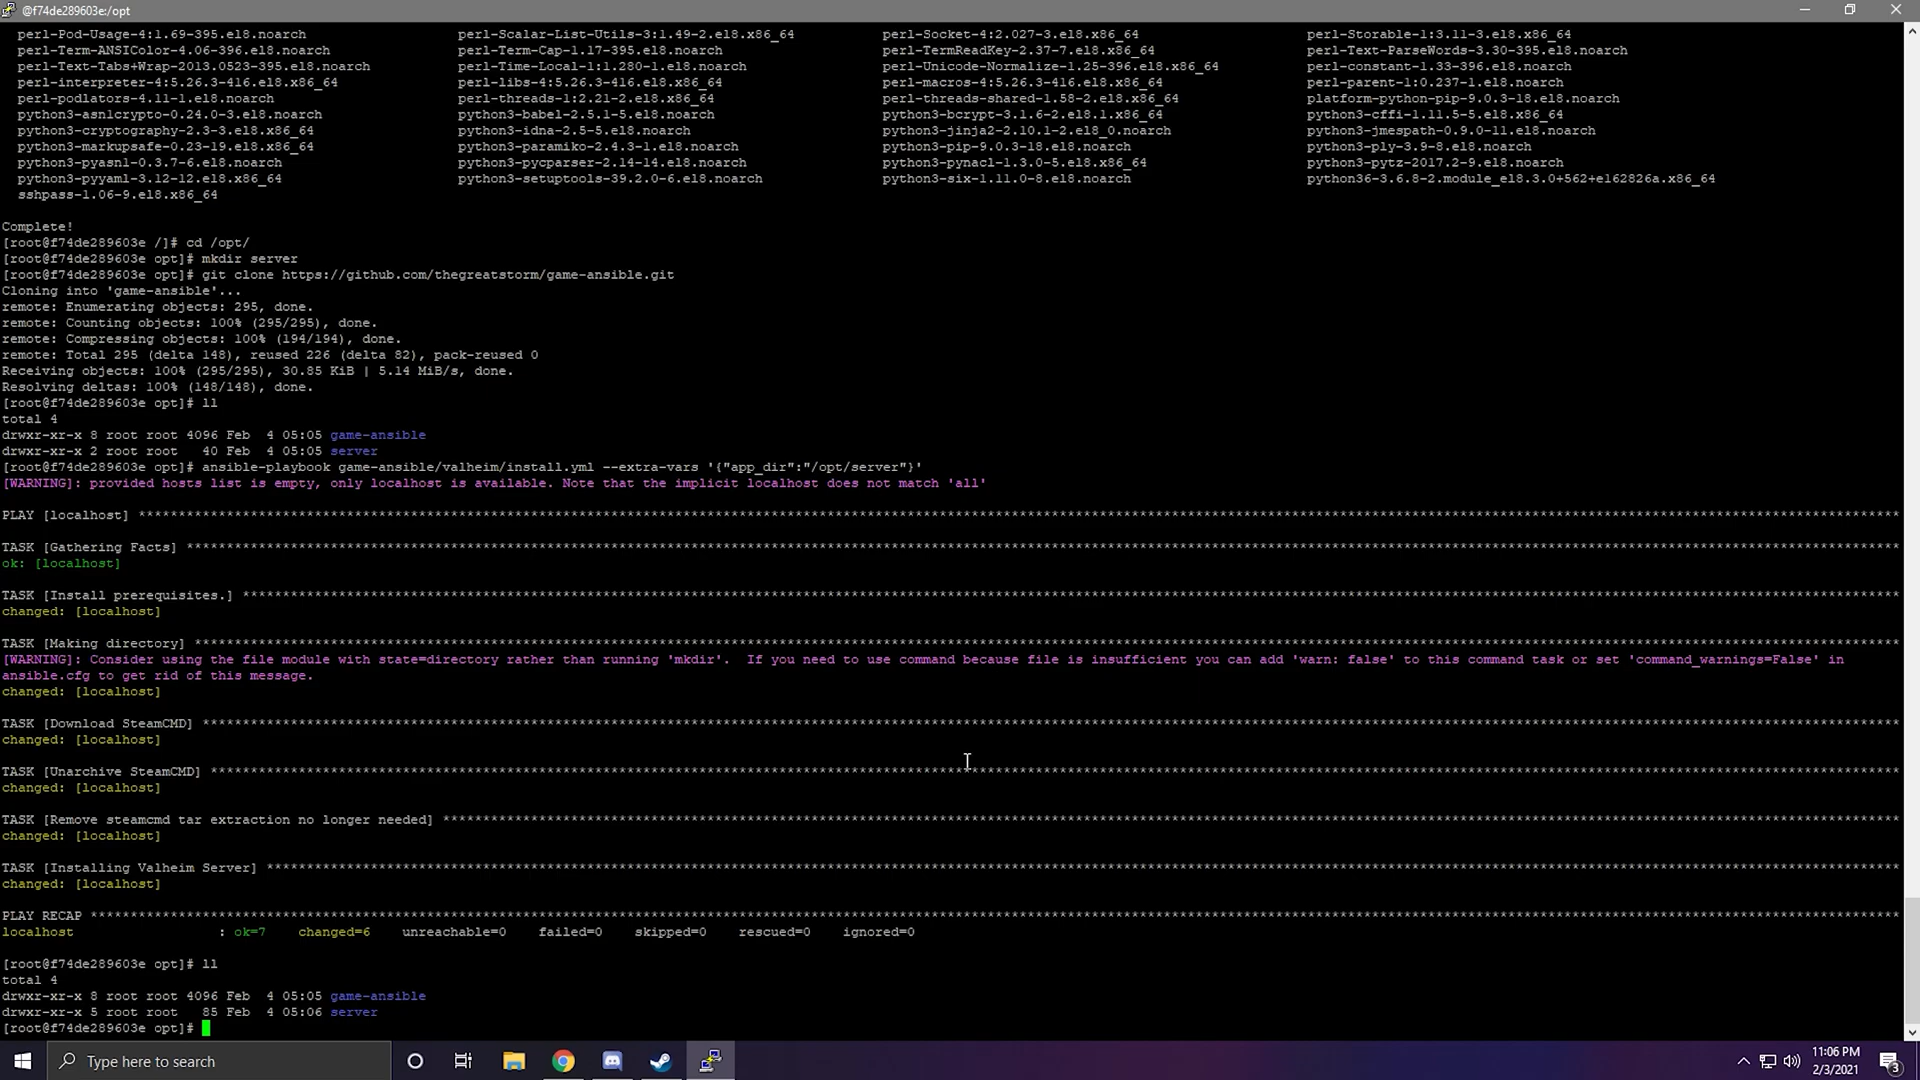 @f74de289603e:/opt
perl-Pod-Usage-4:1.69-395.el8.noarch perl-Scalar-List-Utils-3:1.49-2.el8.x86_64 perl-Socket-4:2.027-3.el8.x86_64 perl-Storable-1:3.11-3.el8.x86_64
perl-Term-ANSIColor-4.06-396.el8.noarch perl-Term-Cap-1.17-395.el8.noarch perl-TermReadKey-2.37-7.el8.x86_64 perl-Text-ParseWords-3.30-395.el8.noarch
perl-Text-Tabs+Wrap-2013.0523-395.el8.noarch perl-Time-Local-1:1.280-1.el8.noarch perl-Unicode-Normalize-1.25-396.el8.x86_64 perl-constant-1.33-396.el8.noarch
perl-interpreter-4:5.26.3-416.el8.x86_64 perl-libs-4:5.26.3-416.el8.x86_64 perl-macros-4:5.26.3-416.el8.x86_64 perl-parent-1:0.237-1.el8.noarch
perl-podlators-4.11-1.el8.noarch perl-threads-1:2.21-2.el8.x86_64 perl-threads-shared-1.58-2.el8.x86_64 platform-python-pip-9.0.3-18.el8.noarch
python3-asn1crypto-0.24.0-3.el8.noarch python3-babel-2.5.1-5.el8.noarch python3-bcrypt-3.1.6-2.el8.1.x86_64 python3-cffi-1.11.5-5.el8.x86_64
python3-cryptography-2.3-3.el8.x86_64 python3-idna-2.5-5.el8.noarch python3-jinja2-2.10.1-2.el8_0.noarch python3-jmespath-0.9.0-11.el8.noarch
python3-markupsafe-0.23-19.el8.x86_64 python3-paramiko-2.4.3-1.el8.noarch python3-pip-9.0.3-18.el8.noarch python3-ply-3.9-8.el8.noarch
python3-pyasn1-0.3.7-6.el8.noarch python3-pycparser-2.14-14.el8.noarch python3-pynacl-1.3.0-5.el8.x86_64 python3-pytz-2017.2-9.el8.noarch
python3-pyyaml-3.12-12.el8.x86_64 python3-setuptools-39.2.0-6.el8.noarch python3-six-1.11.0-8.el8.noarch python36-3.6.8-2.module_el8.3.0+562+e162826a.x86_64
sshpass-1.06-9.el8.x86_64
Complete!
[root@f74de289603e /]# cd /opt/
[root@f74de289603e opt]# mkdir server
[root@f74de289603e opt]# git clone https://github.com/thegreatstorm/game-ansible.git
Cloning into 'game-ansible'...
remote: Enumerating objects: 295, done.
remote: Counting objects: 100% (295/295), done.
remote: Compressing objects: 100% (194/194), done.
remote: Total 295 (delta 148), reused 226 (delta 82), pack-reused 0
Receiving objects: 100% (295/295), 30.85 KiB | 5.14 MiB/s, done.
Resolving deltas: 100% (148/148), done.
[root@f74de289603e opt]# ll
total 4
drwxr-xr-x 8 root root 4096 Feb  4 05:05 game-ansible
drwxr-xr-x 2 root root   40 Feb  4 05:05 server
[root@f74de289603e opt]# ansible-playbook game-ansible/valheim/install.yml --extra-vars '{"app_dir":"/opt/server"}'
[WARNING]: provided hosts list is empty, only localhost is available. Note that the implicit localhost does not match 'all'
PLAY [localhost] ****************************************
TASK [Gathering Facts] ****************************************
ok: [localhost]
TASK [Install prerequisites.] ****************************************
changed: [localhost]
TASK [Making directory] ****************************************
[WARNING]: Consider using the file module with state=directory rather than running 'mkdir'.  If you need to use command because file is insufficient you can add 'warn: false' to this command task or set 'command_warnings=False' in
ansible.cfg to get rid of this message.
changed: [localhost]
TASK [Download SteamCMD] ****************************************
changed: [localhost]
TASK [Unarchive SteamCMD] ****************************************
changed: [localhost]
TASK [Remove steamcmd tar extraction no longer needed] ****************************************
changed: [localhost]
TASK [Installing Valheim Server] ****************************************
changed: [localhost]
PLAY RECAP ****************************************
localhost : ok=7 changed=6 unreachable=0 failed=0 skipped=0 rescued=0 ignored=0
[root@f74de289603e opt]# ll
total 4
drwxr-xr-x 8 root root 4096 Feb  4 05:05 game-ansible
drwxr-xr-x 5 root root   85 Feb  4 05:06 server
[root@f74de289603e opt]#
Type here to search
11:06 PM
2/3/2021
3